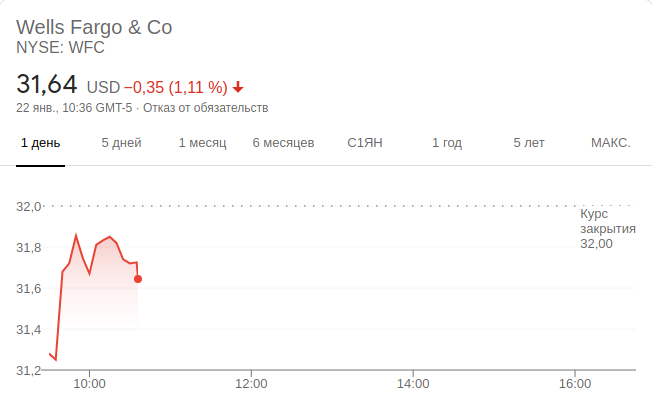 Wells Fargo & Co
NYSE: WFC
31,64 USD −0,35 (1,11 %)
22 янв., 10:36 GMT-5 · Отказ от обязательств
1 день 5 дней 1 месяц 6 месяцев С1ЯН 1 год 5 лет МАКС.
32,0
Курс
закрытия
32,00
31,8
31,6
31,4
31,2
10:00 12:00 14:00 16:00